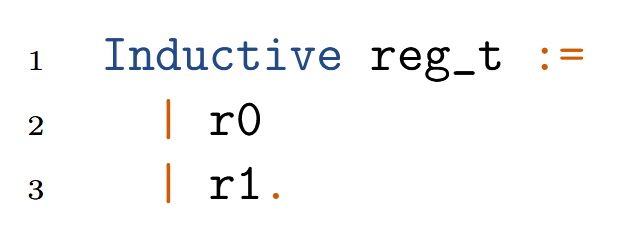 1 Inductive reg_t :=
2 | r0
3 | r1.